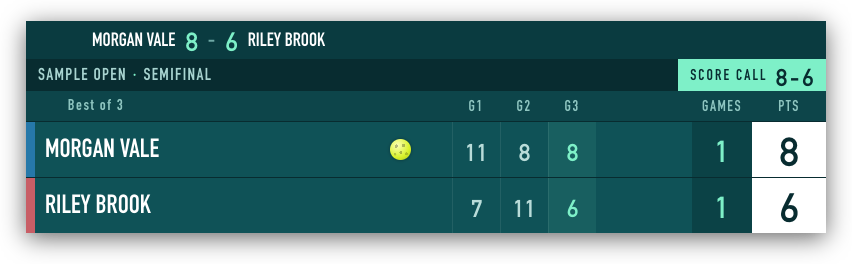 MORGAN VALE 8 - 6 RILEY BROOK
SAMPLE OPEN · SEMIFINAL SCORE CALL 8-6
Best of 3 G1 G2 G3 GAMES PTS
MORGAN VALE 11 8 8 1 8
RILEY BROOK 7 11 6 1 6